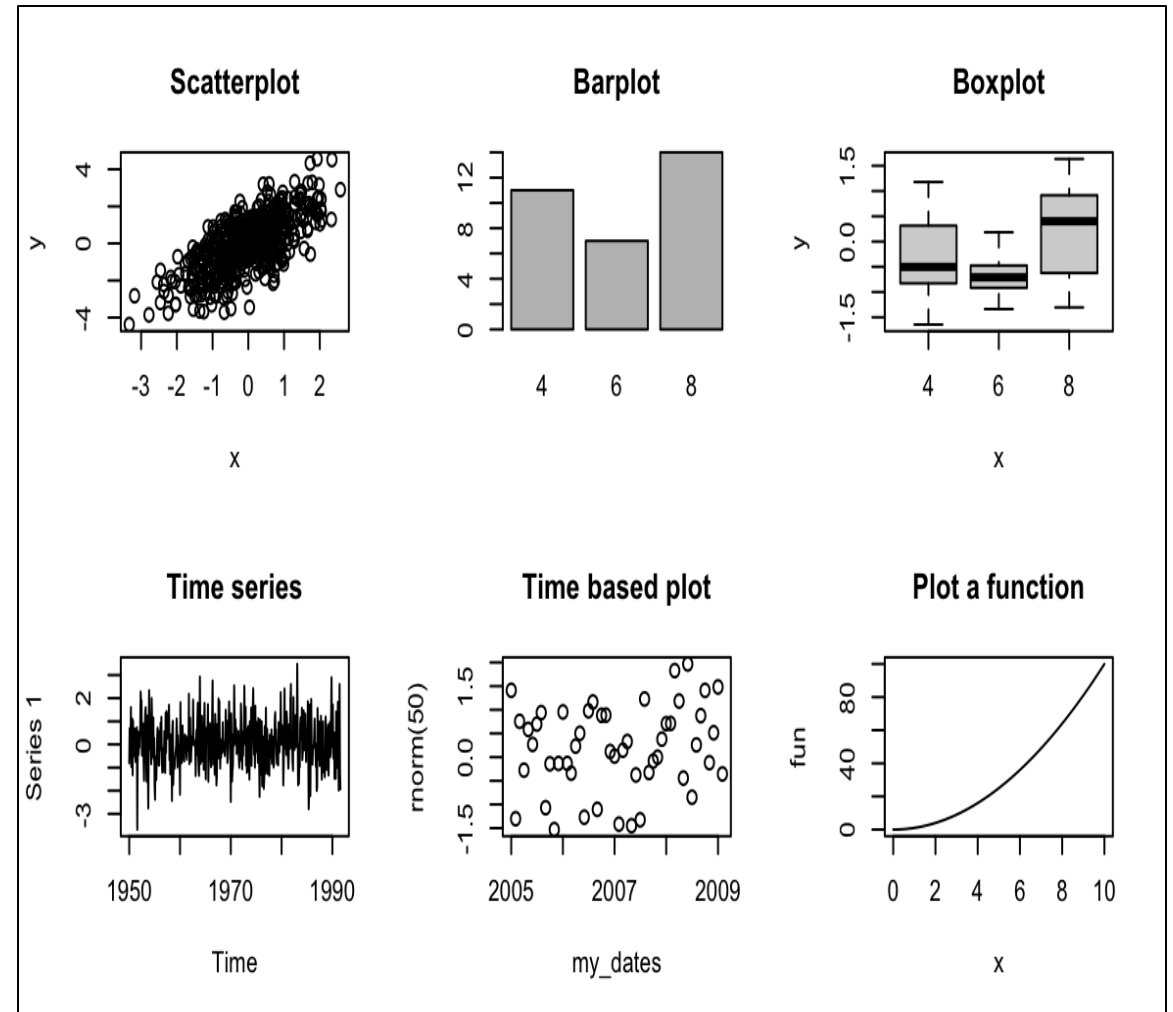 Scatterplot
y
4
0
-4
-3 -2 -1 0 1 2
x
Barplot
12
8
4
0
4 6 8
Boxplot
y
1.5
0.0
-1.5
4 6 8
x
Time series
Series 1
2
0
-3
1950 1970 1990
Time
Time based plot
rnorm(50)
1.5
0.0
-1.5
2005 2007 2009
my_dates
Plot a function
fun
80
40
0
0 2 4 6 8 10
x